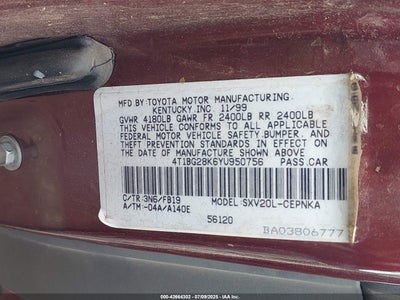 MFD BY TOYOTA MOTOR MANUFACTURING
KENTUCKY, INC. 11/99
GVWR 4180LB GAWR FR 2400LB RR 2400LB
THIS VEHICLE CONFORMS TO ALL APPLICABLE
FEDERAL MOTOR VEHICLE SAFETY, BUMPER, AND
THEFT PREVENTION STANDARDS IN EFFECT ON
THE DATE OF MANUFACTURE SHOWN ABOVE.
4T1BG28K6YU950756 PASS.CAR
C/TR:3N6/FB19
A/TM:-04A/A140E
MODEL: SXV20L-CEPNKA
56120
BA03806777
000-42664302 - 07/09/2025 - IAAI.COM